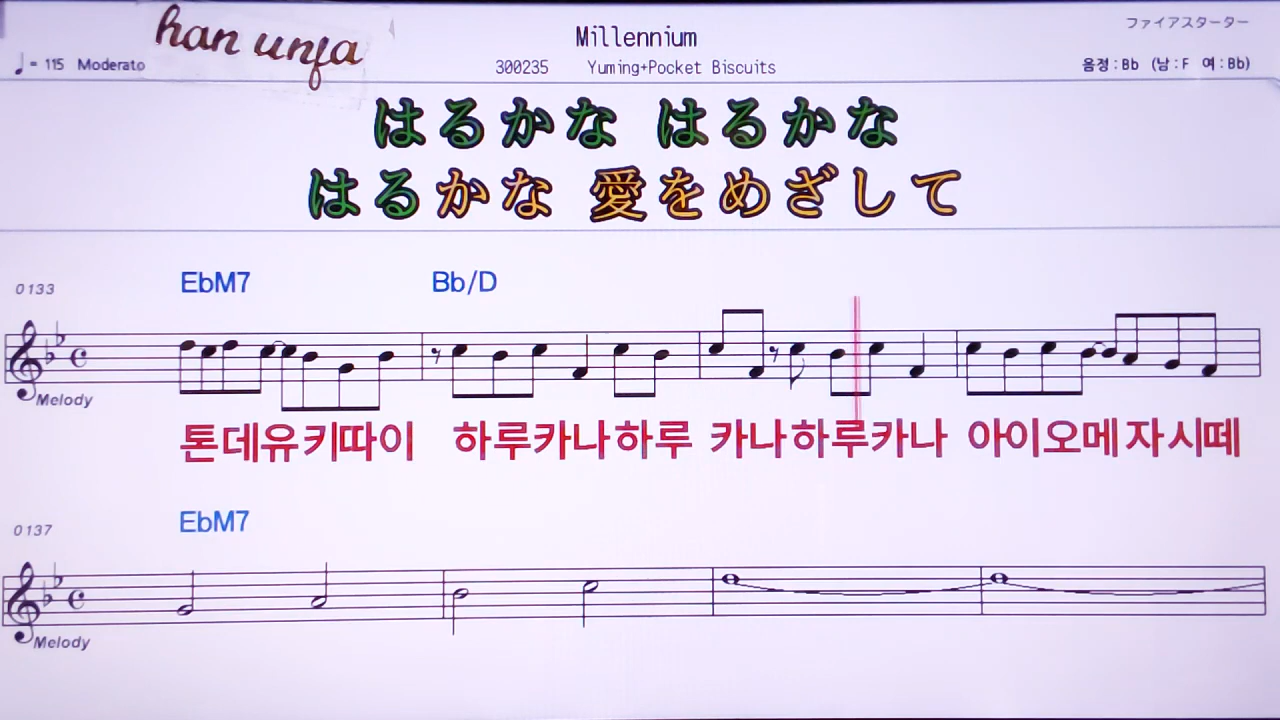 han unfa
Millennium
ファイアスターター
♩= 115 Moderato
300235 Yuming+Pocket Biscuits
음정:Bb (남:F 여:Bb)
はるかな はるかな
はるかな 愛をめざして
0133
EbM7 Bb/D
Melody
톤데유키따이 하루카나하루 카나하루카나 아이오메자시떼
0137
EbM7
Melody